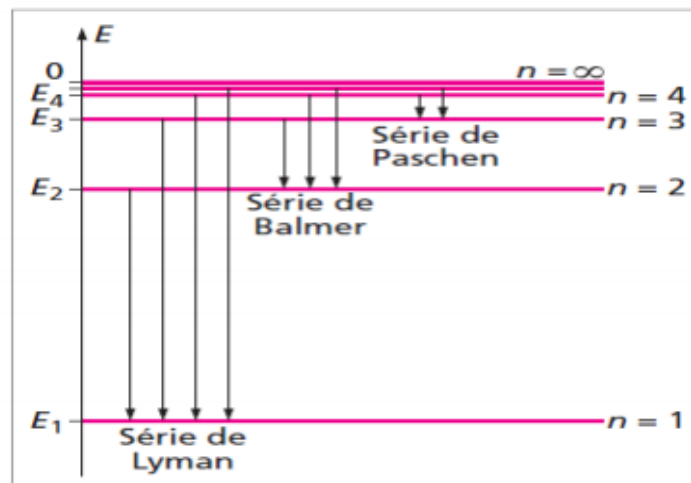 E
0
n = ∞
E4
n = 4
E3
n = 3
Série de
Paschen
E2
n = 2
Série de
Balmer
E1
n = 1
Série de
Lyman